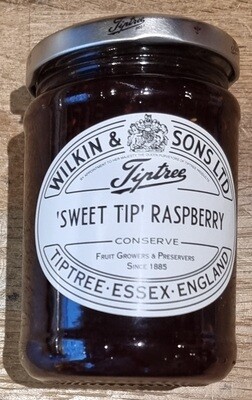 Tiptree
WILKIN & SONS LTD
Tiptree
'SWEET TIP' RASPBERRY
CONSERVE
FRUIT GROWERS & PRESERVERS
SINCE 1885
TIPTREE · ESSEX · ENGLAND